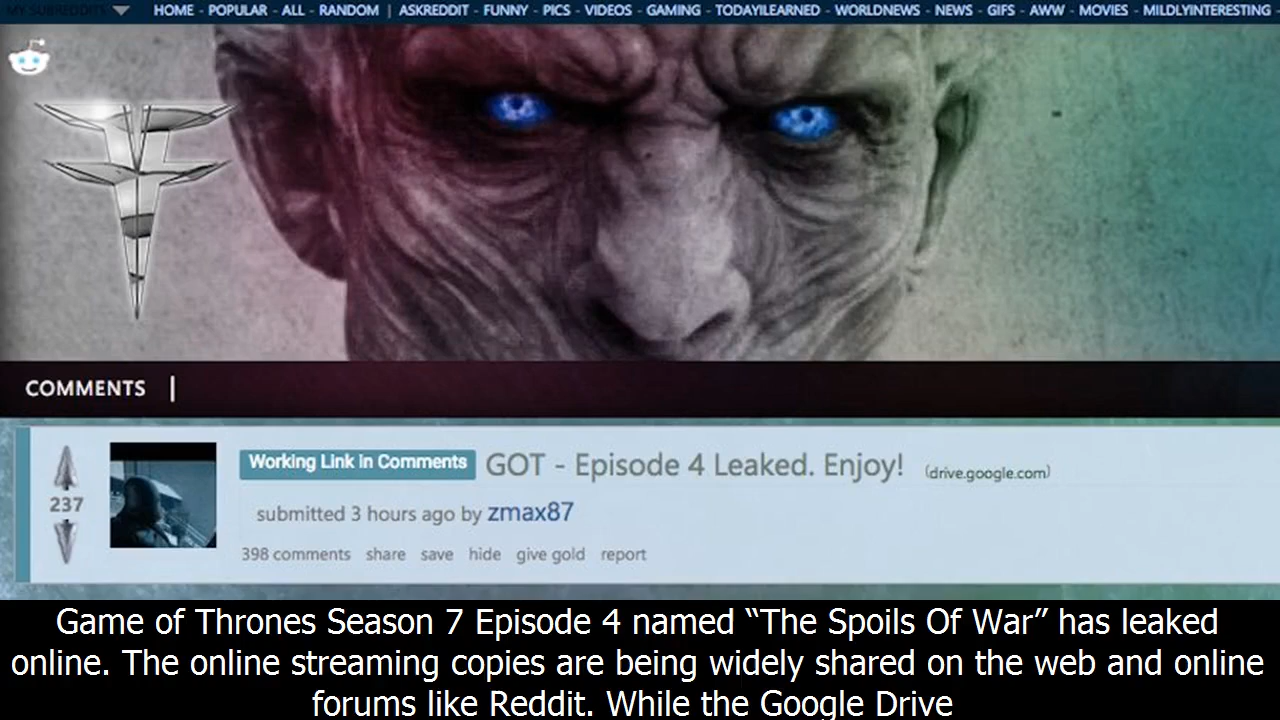 MY SUBREDDITS HOME - POPULAR - ALL - RANDOM | ASKREDDIT - FUNNY - PICS - VIDEOS - GAMING - TODAYILEARNED - WORLDNEWS - NEWS - GIFS - AWW - MOVIES - MILDLYINTERESTING -
COMMENTS
Working Link in Comments GOT - Episode 4 Leaked. Enjoy! (drive.google.com)
237
submitted 3 hours ago by zmax87
398 comments share save hide give gold report
Game of Thrones Season 7 Episode 4 named “The Spoils Of War” has leaked
online. The online streaming copies are being widely shared on the web and online
forums like Reddit. While the Google Drive